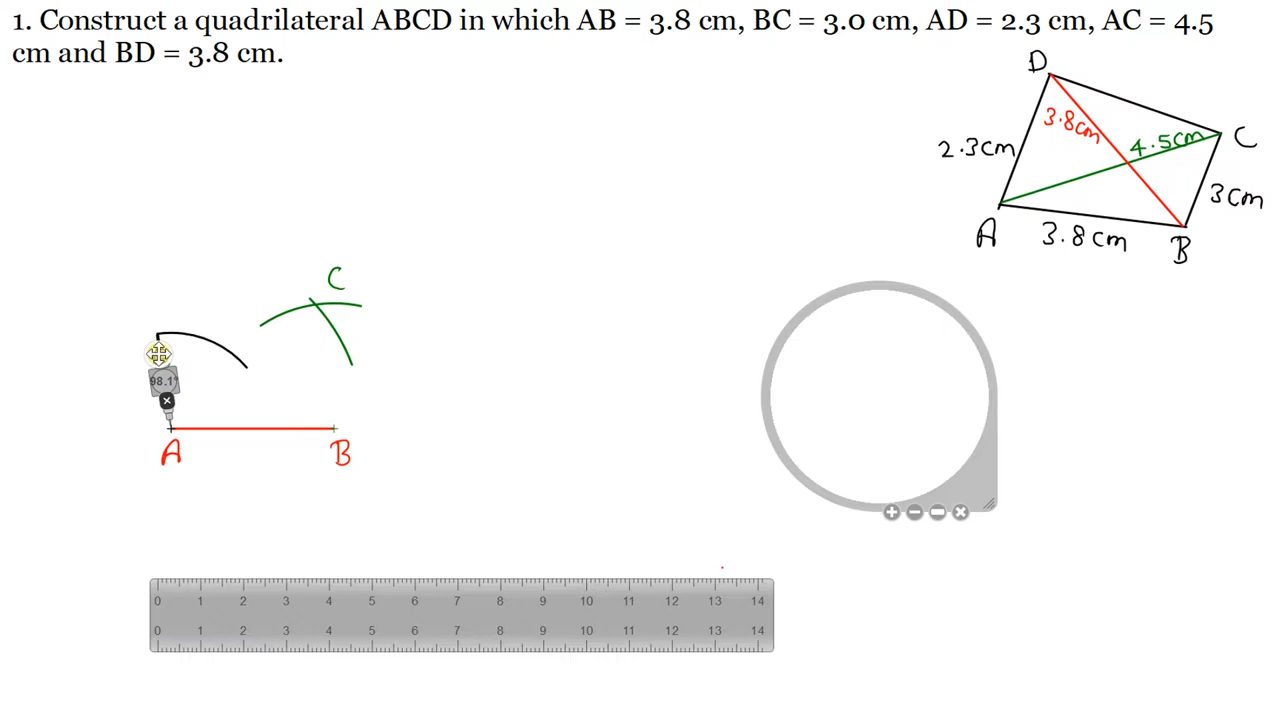 1. Construct a quadrilateral ABCD in which AB = 3.8 cm, BC = 3.0 cm, AD = 2.3 cm, AC = 4.5
cm and BD = 3.8 cm.
D
3.8cm
4.5cm
C
2.3cm
3cm
A
3.8cm
B
C
98.1°
A
B
0 1 2 3 4 5 6 7 8 9 10 11 12 13 14
0 1 2 3 4 5 6 7 8 9 10 11 12 13 14